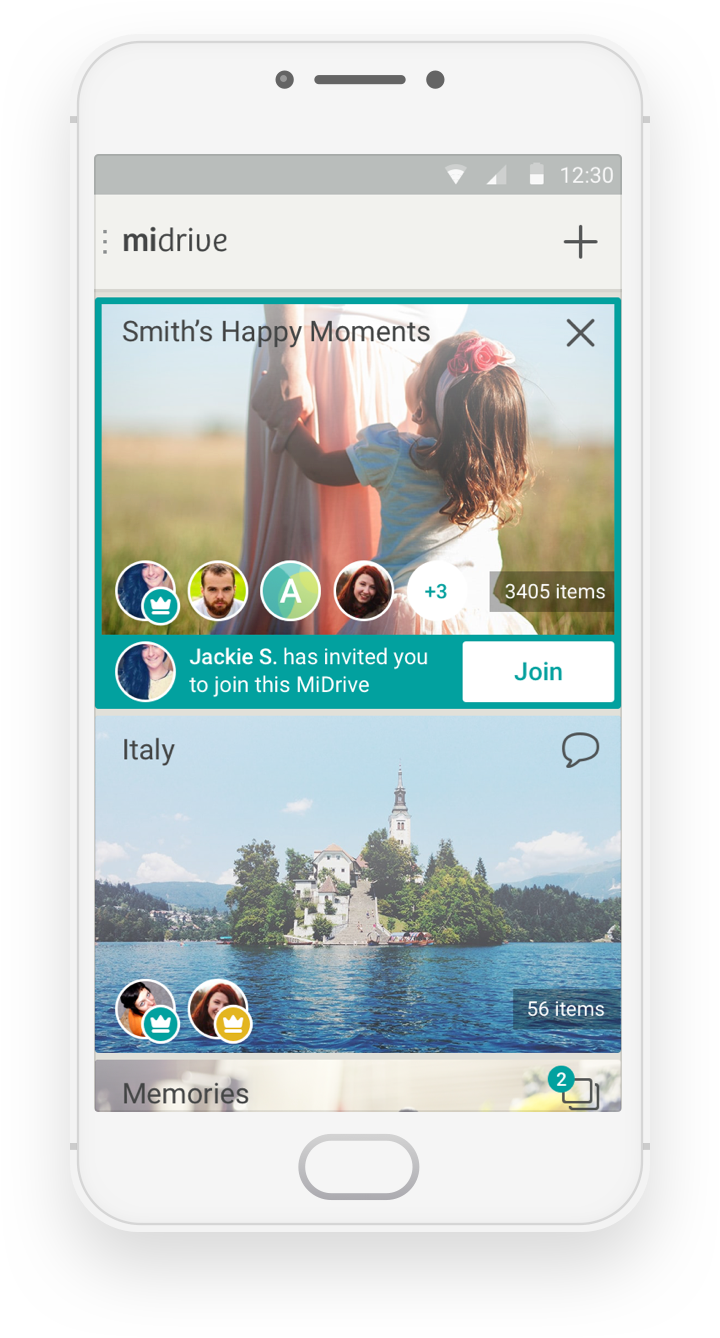 12:30
midrive
Smith’s Happy Moments
A
+3
3405 items
Jackie S. has invited you
to join this MiDrive
Join
Italy
56 items
Memories
2